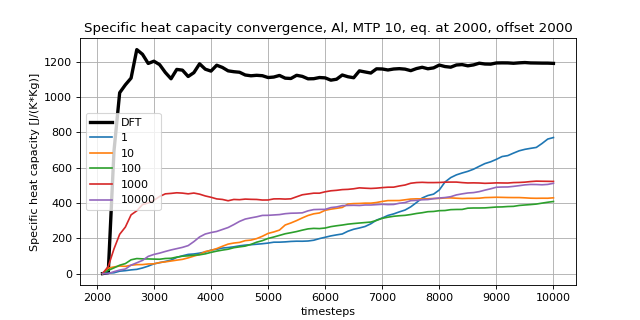 Specific heat capacity convergence, Al, MTP 10, eq. at 2000, offset 2000
Specific heat capacity [J/(K*Kg)]
1200
1000
800
600
400
200
0
DFT
1
10
100
1000
10000
2000 3000 4000 5000 6000 7000 8000 9000 10000
timesteps